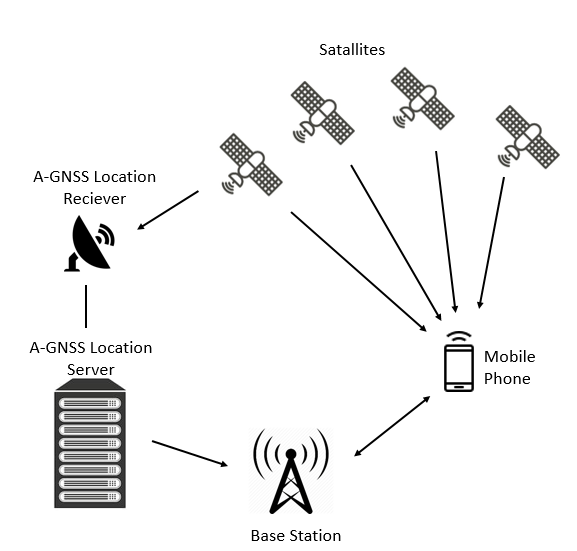 Satallites
A-GNSS Location
Reciever
A-GNSS Location
Server
Mobile
Phone
Base Station